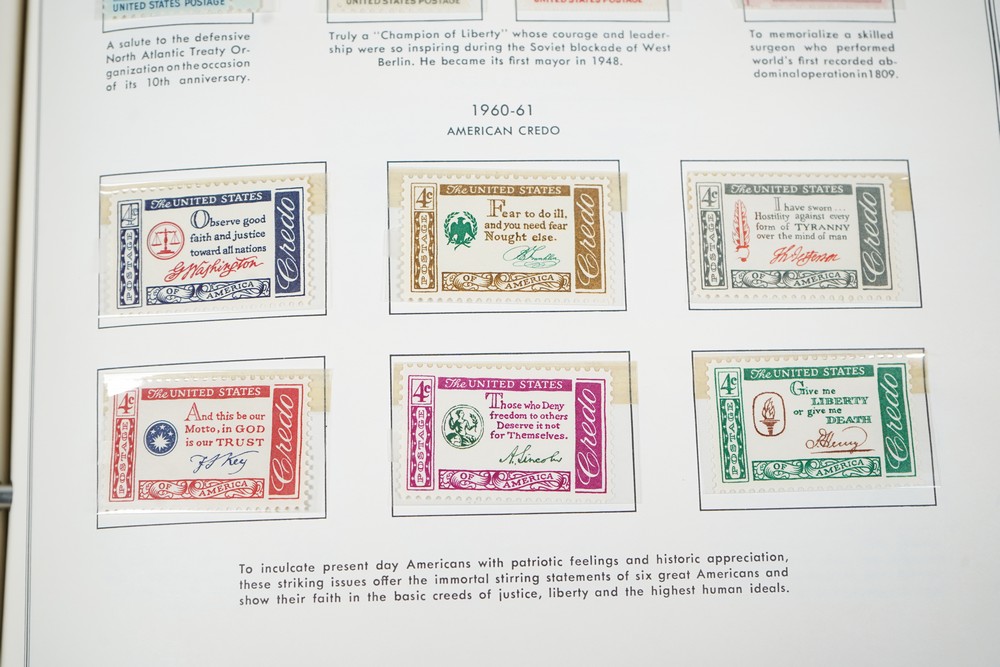 UNITED STATES POSTAGE
UNITED STATES POSTAGE
UNITED STATES POSTAGE
A salute to the defensive
North Atlantic Treaty Or-
ganization on the occasion
of its 10th anniversary.
Truly a "Champion of Liberty" whose courage and leader-
ship were so inspiring during the Soviet blockade of West
Berlin. He became its first mayor in 1948.
To memorialize a skilled
surgeon who performed
world's first recorded ab-
dominal operation in 1809.
1960-61
AMERICAN CREDO
4c
The UNITED STATES
POSTAGE
Observe good
faith and justice
toward all nations
G Washington
OF AMERICA
Credo
4c
The UNITED STATES
POSTAGE
Fear to do ill,
and you need fear
Nought else.
B Franklin
OF AMERICA
Credo
4c
The UNITED STATES
POSTAGE
I have sworn ...
Hostility against every
form of TYRANNY
over the mind of man
Th Jefferson
OF AMERICA
Credo
4c
The UNITED STATES
POSTAGE
And this be our
Motto, in GOD
is our TRUST
F S Key
OF AMERICA
Credo
4c
The UNITED STATES
POSTAGE
Those who Deny
freedom to others
Deserve it not
for Themselves.
A. Lincoln
OF AMERICA
Credo
4c
The UNITED STATES
POSTAGE
Give me
LIBERTY
or give me
DEATH
P Henry
OF AMERICA
Credo
To inculcate present day Americans with patriotic feelings and historic appreciation,
these striking issues offer the immortal stirring statements of six great Americans and
show their faith in the basic creeds of justice, liberty and the highest human ideals.